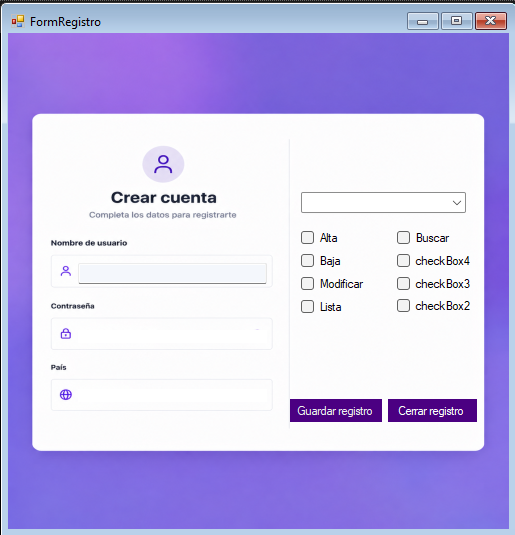 FormRegistro
Crear cuenta
Completa los datos para registrarte
Nombre de usuario
Contraseña
País
Alta
Baja
Modificar
Lista
Buscar
checkBox4
checkBox3
checkBox2
Guardar registro
Cerrar registro